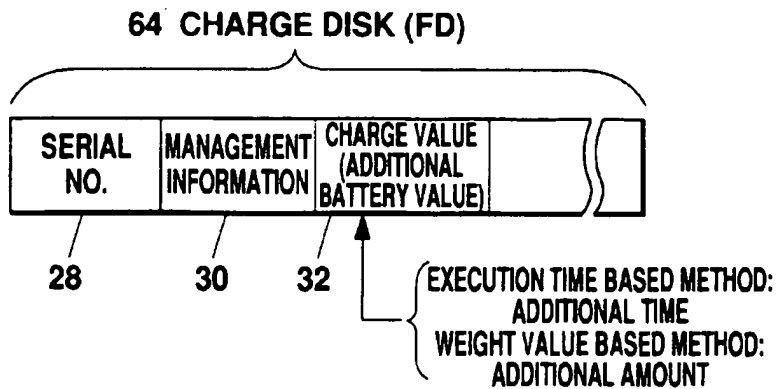 64 CHARGE DISK (FD)
SERIAL
NO.
MANAGEMENT
INFORMATION
CHARGE VALUE
(ADDITIONAL
BATTERY VALUE)
28
30
32
EXECUTION TIME BASED METHOD:
ADDITIONAL TIME
WEIGHT VALUE BASED METHOD:
ADDITIONAL AMOUNT